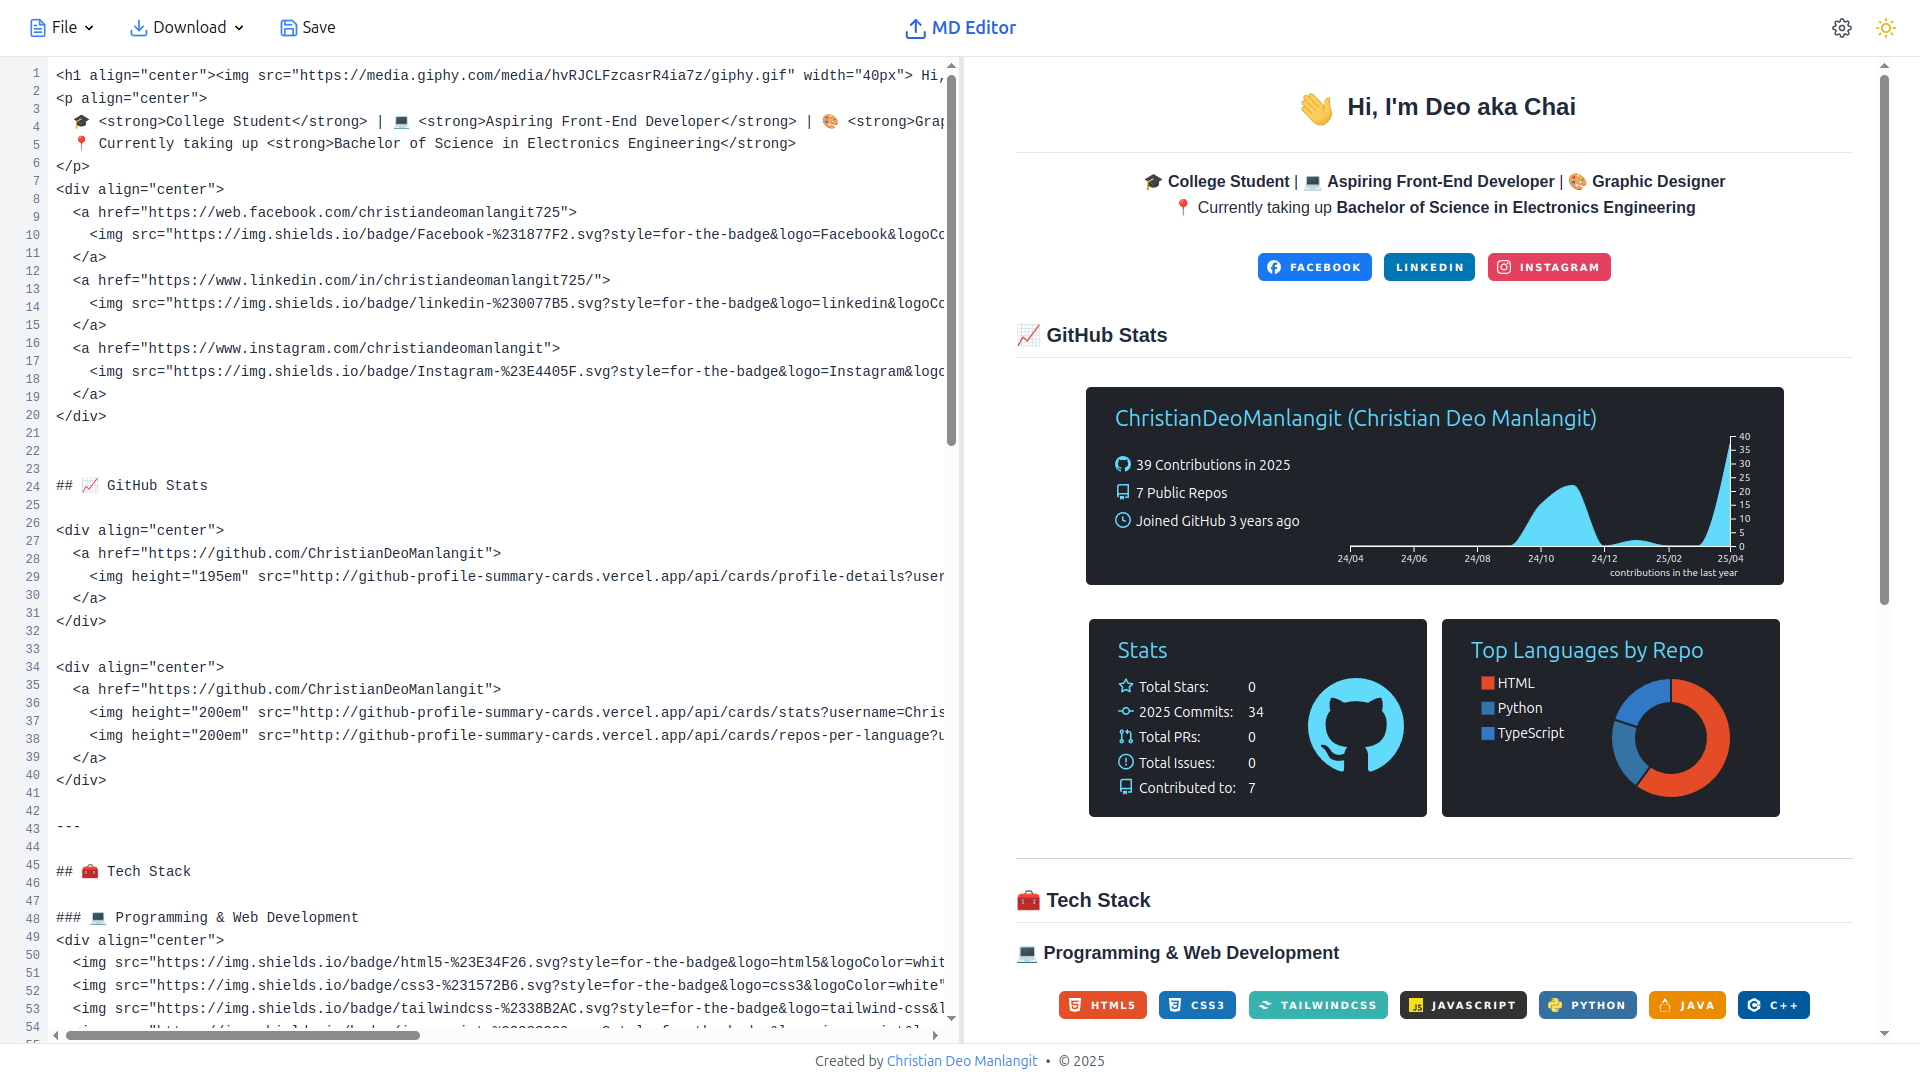 File
Download
Save
MD Editor
1
2
3
4
5
6
7
8
9
10
11
12
13
14
15
16
17
18
19
20
21
22
23
24
25
26
27
28
29
30
31
32
33
34
35
36
37
38
39
40
41
42
43
44
45
46
47
48
49
50
51
52
53
54
<h1 align="center"><img src="https://media.giphy.com/media/hvRJCLFzcasrR4ia7z/giphy.gif" width="40px"> Hi,
<p align="center">
🎓 <strong>College Student</strong> | 💻 <strong>Aspiring Front-End Developer</strong> | 🎨 <strong>Grap
📍 Currently taking up <strong>Bachelor of Science in Electronics Engineering</strong>
</p>
<div align="center">
<a href="https://web.facebook.com/christiandeomanlangit725">
<img src="https://img.shields.io/badge/Facebook-%231877F2.svg?style=for-the-badge&logo=Facebook&logoCo
</a>
<a href="https://www.linkedin.com/in/christiandeomanlangit725/">
<img src="https://img.shields.io/badge/linkedin-%230077B5.svg?style=for-the-badge&logo=linkedin&logoCo
</a>
<a href="https://www.instagram.com/christiandeomanlangit">
<img src="https://img.shields.io/badge/Instagram-%23E4405F.svg?style=for-the-badge&logo=Instagram&logo
</a>
</div>
## 📈 GitHub Stats
<div align="center">
<a href="https://github.com/ChristianDeoManlangit">
<img height="195em" src="http://github-profile-summary-cards.vercel.app/api/cards/profile-details?user
</a>
</div>
<div align="center">
<a href="https://github.com/ChristianDeoManlangit">
<img height="200em" src="http://github-profile-summary-cards.vercel.app/api/cards/stats?username=Chris
<img height="200em" src="http://github-profile-summary-cards.vercel.app/api/cards/repos-per-language?u
</a>
</div>
---
## 🧰 Tech Stack
### 💻 Programming & Web Development
<div align="center">
<img src="https://img.shields.io/badge/html5-%23E34F26.svg?style=for-the-badge&logo=html5&logoColor=whit
<img src="https://img.shields.io/badge/css3-%231572B6.svg?style=for-the-badge&logo=css3&logoColor=white"
<img src="https://img.shields.io/badge/tailwindcss-%2338B2AC.svg?style=for-the-badge&logo=tailwind-css&l
Hi, I'm Deo aka Chai
🎓 College Student | 💻 Aspiring Front-End Developer | 🎨 Graphic Designer
📍 Currently taking up Bachelor of Science in Electronics Engineering
FACEBOOK
LINKEDIN
INSTAGRAM
📈 GitHub Stats
ChristianDeoManlangit (Christian Deo Manlangit)
39 Contributions in 2025
7 Public Repos
Joined GitHub 3 years ago
40
35
30
25
20
15
10
5
0
24/04 24/06 24/08 24/10 24/12 25/02 25/04
contributions in the last year
Stats
Total Stars: 0
2025 Commits: 34
Total PRs: 0
Total Issues: 0
Contributed to: 7
Top Languages by Repo
HTML
Python
TypeScript
🧰 Tech Stack
💻 Programming & Web Development
HTML5
CSS3
TAILWINDCSS
JAVASCRIPT
PYTHON
JAVA
C++
Created by Christian Deo Manlangit • © 2025